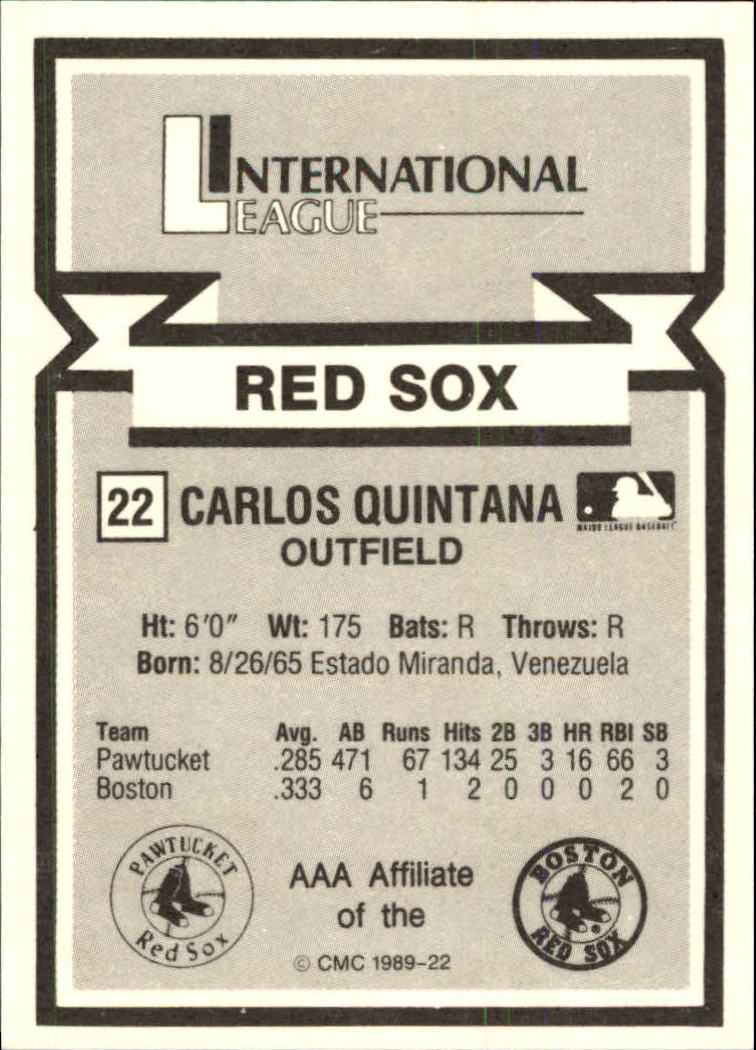 INTERNATIONAL
LEAGUE
RED SOX
22 CARLOS QUINTANA
MAJOR LEAGUE BASEBALL
OUTFIELD
Ht: 6'0" Wt: 175 Bats: R Throws: R
Born: 8/26/65 Estado Miranda, Venezuela
Team Avg. AB Runs Hits 2B 3B HR RBI SB
Pawtucket .285 471 67 134 25 3 16 66 3
Boston .333 6 1 2 0 0 0 2 0
PAWTUCKET
Red Sox
AAA Affiliate
of the
BOSTON
RED SOX
®
© CMC 1989-22